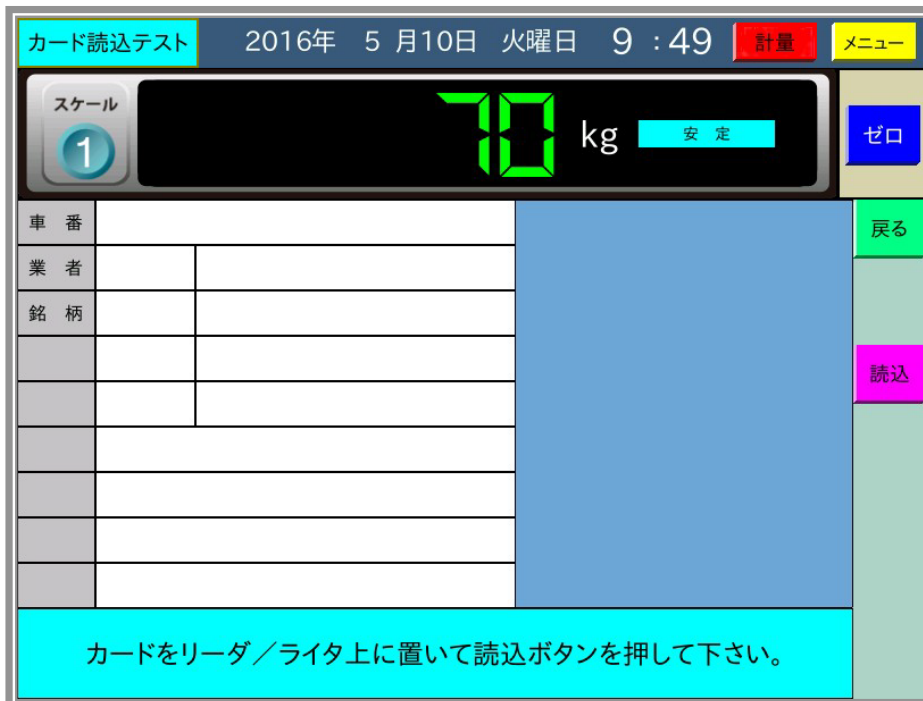 カード読込テスト 2016年 5月10日 火曜日 9:49 計量 メニュー
スケール
1
70 kg 安定 ゼロ
車番
戻る
業者
銘柄
読込
カードをリーダ／ライタ上に置いて読込ボタンを押して下さい。